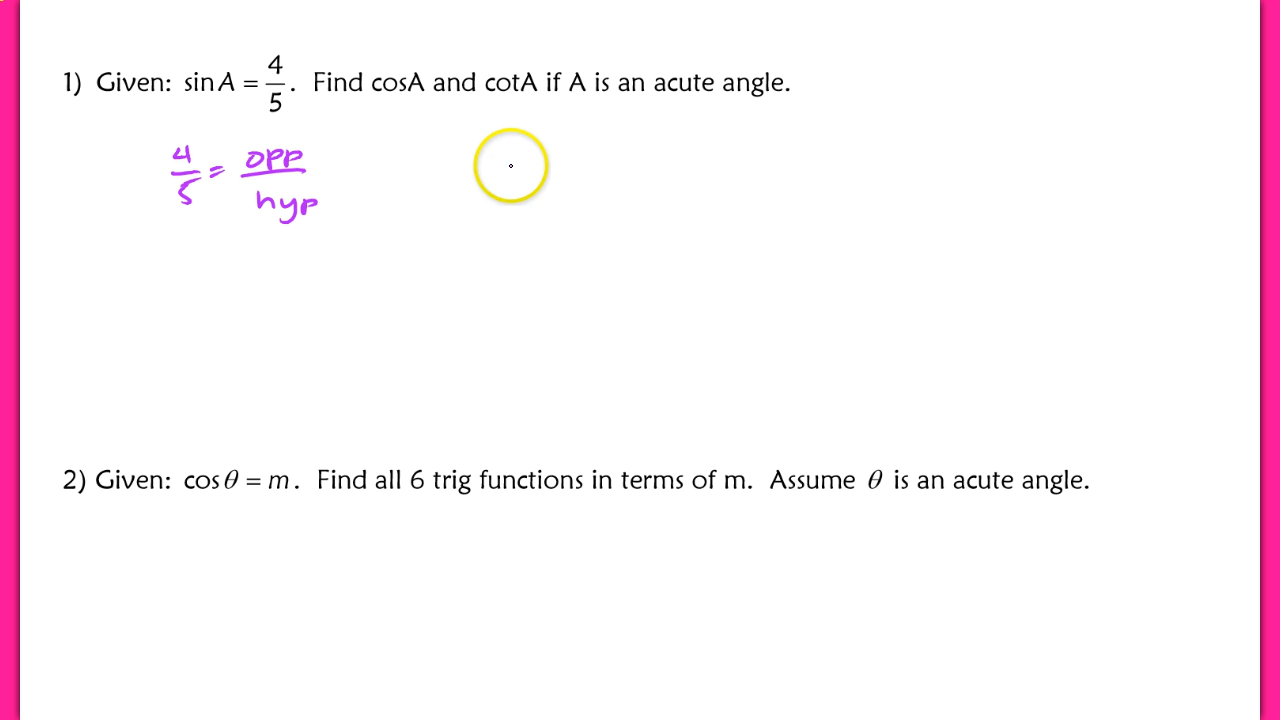 1) Given: sin A = 4/5. Find cosA and cotA if A is an acute angle.
4/5 = opp/hyp
2) Given: cos θ = m. Find all 6 trig functions in terms of m. Assume θ is an acute angle.